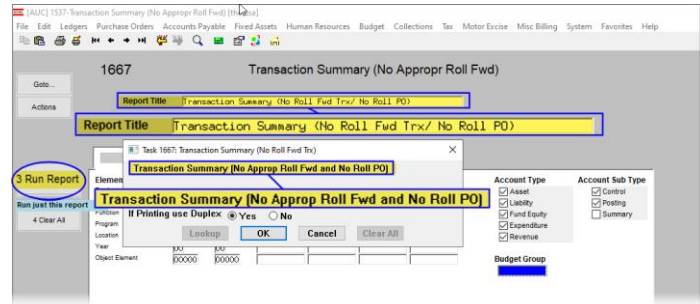 [AUC] 1537-Transaction Summary (No Appropr Roll Fwd)
File Edit Ledgers Purchase Orders Accounts Payable Fixed Assets Human Resources Budget Collections Tax Motor Excise Misc Billing System Favorites Help
1667 Transaction Summary (No Appropr Roll Fwd)
Goto...
Actions
Report Title Transaction Summary (No Roll Fwd Trx/ No Roll PO)
Report Title Transaction Summary (No Roll Fwd Trx/ No Roll PO)
Task 1667: Transaction Summary (No Roll Fwd Trx)
Transaction Summary (No Approp Roll Fwd and No Roll PO)
3 Run Report
Run just this report
4 Clear All
Transaction Summary (No Approp Roll Fwd and No Roll PO)
If Printing use Duplex Yes No
Lookup OK Cancel Clear All
Function
Program
Location
Year 00 00
Object Element 00000 00000
Account Type Account Sub Type
Asset Control
Liability Posting
Fund Equity Summary
Expenditure
Revenue
Budget Group